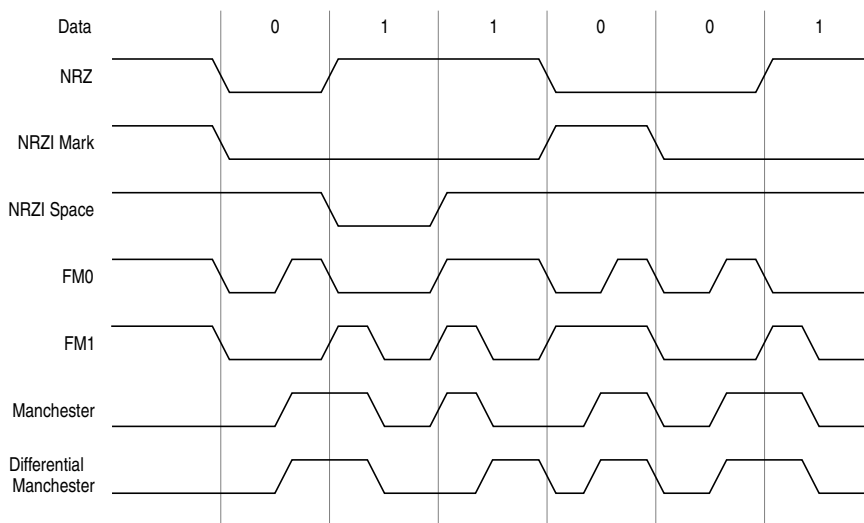 Data 0 1 1 0 0 1
NRZ
NRZI Mark
NRZI Space
FM0
FM1
Manchester
Differential
Manchester